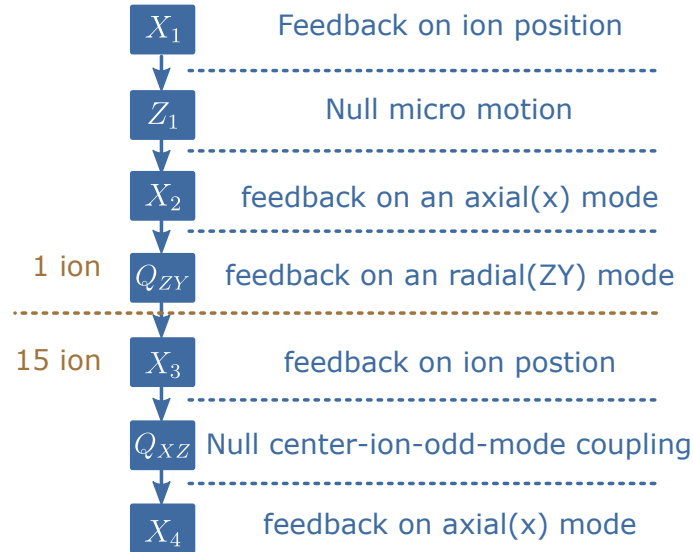 X₁ Feedback on ion position
Z₁ Null micro motion
X₂ feedback on an axial(x) mode
1 ion Q_ZY feedback on an radial(ZY) mode
15 ion X₃ feedback on ion postion
Q_XZ Null center-ion-odd-mode coupling
X₄ feedback on axial(x) mode